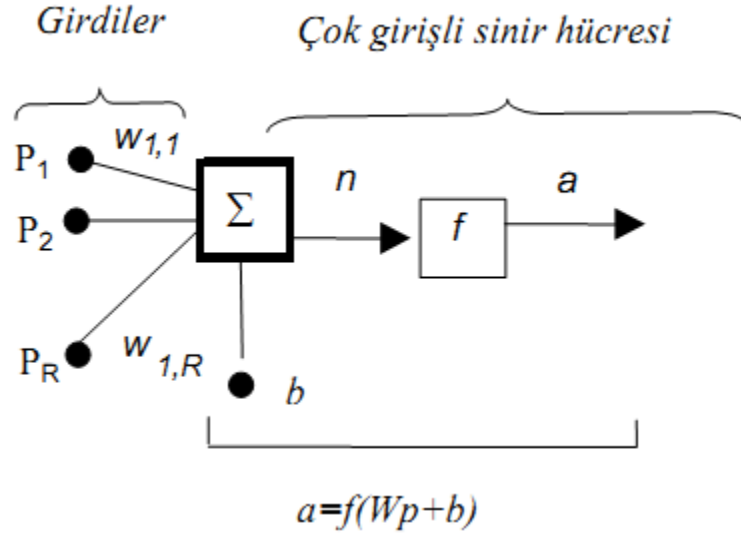 Girdiler
Çok girişli sinir hücresi
w1,1
P1
n
a
P2
Σ
f
PR
w1,R
b
a=f(Wp+b)